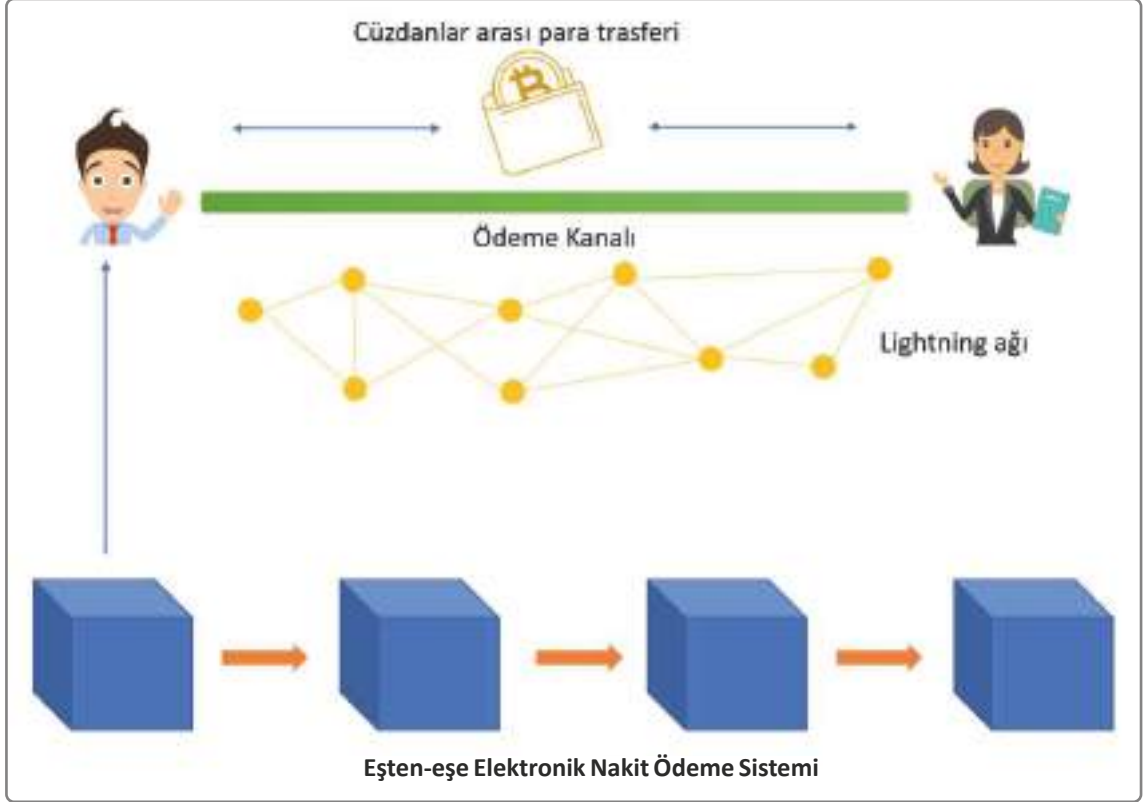 Cüzdanlar arası para trasferi
Ödeme Kanalı
Lightning ağı
Eşten-eşe Elektronik Nakit Ödeme Sistemi